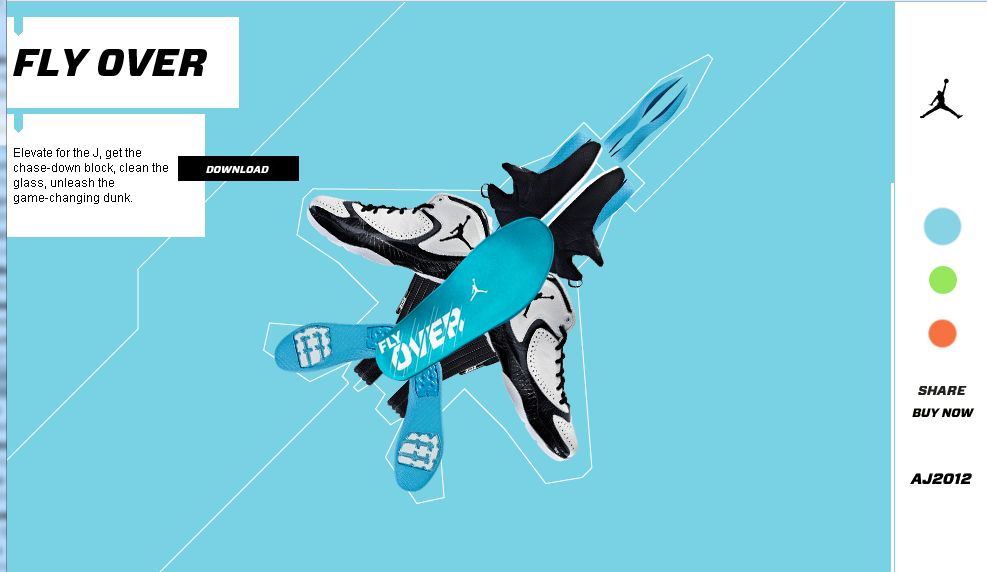 FLY OVER
Elevate for the J, get the
chase-down block, clean the
glass, unleash the
game-changing dunk.
DOWNLOAD
FLY
OVER
SHARE
BUY NOW
AJ2012